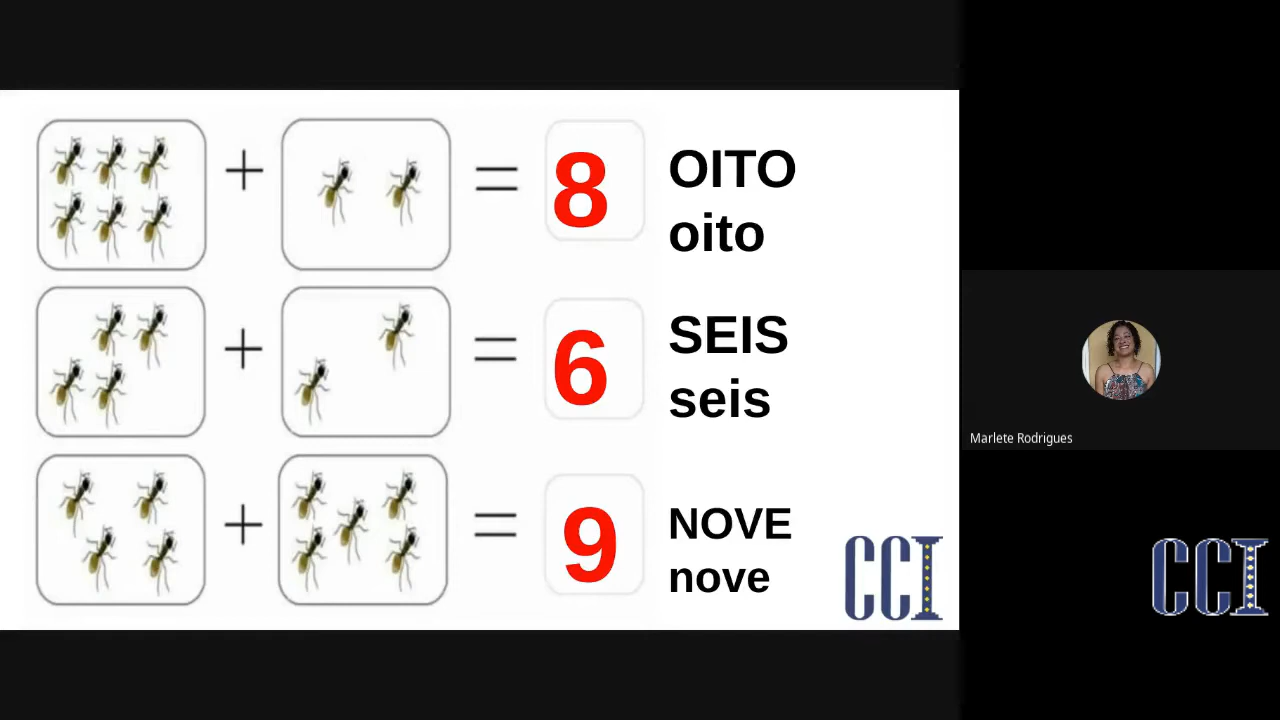 + = 8
OITO
oito
+ = 6
SEIS
seis
+ = 9
NOVE
nove
CCI
Marlete Rodrigues
CCI